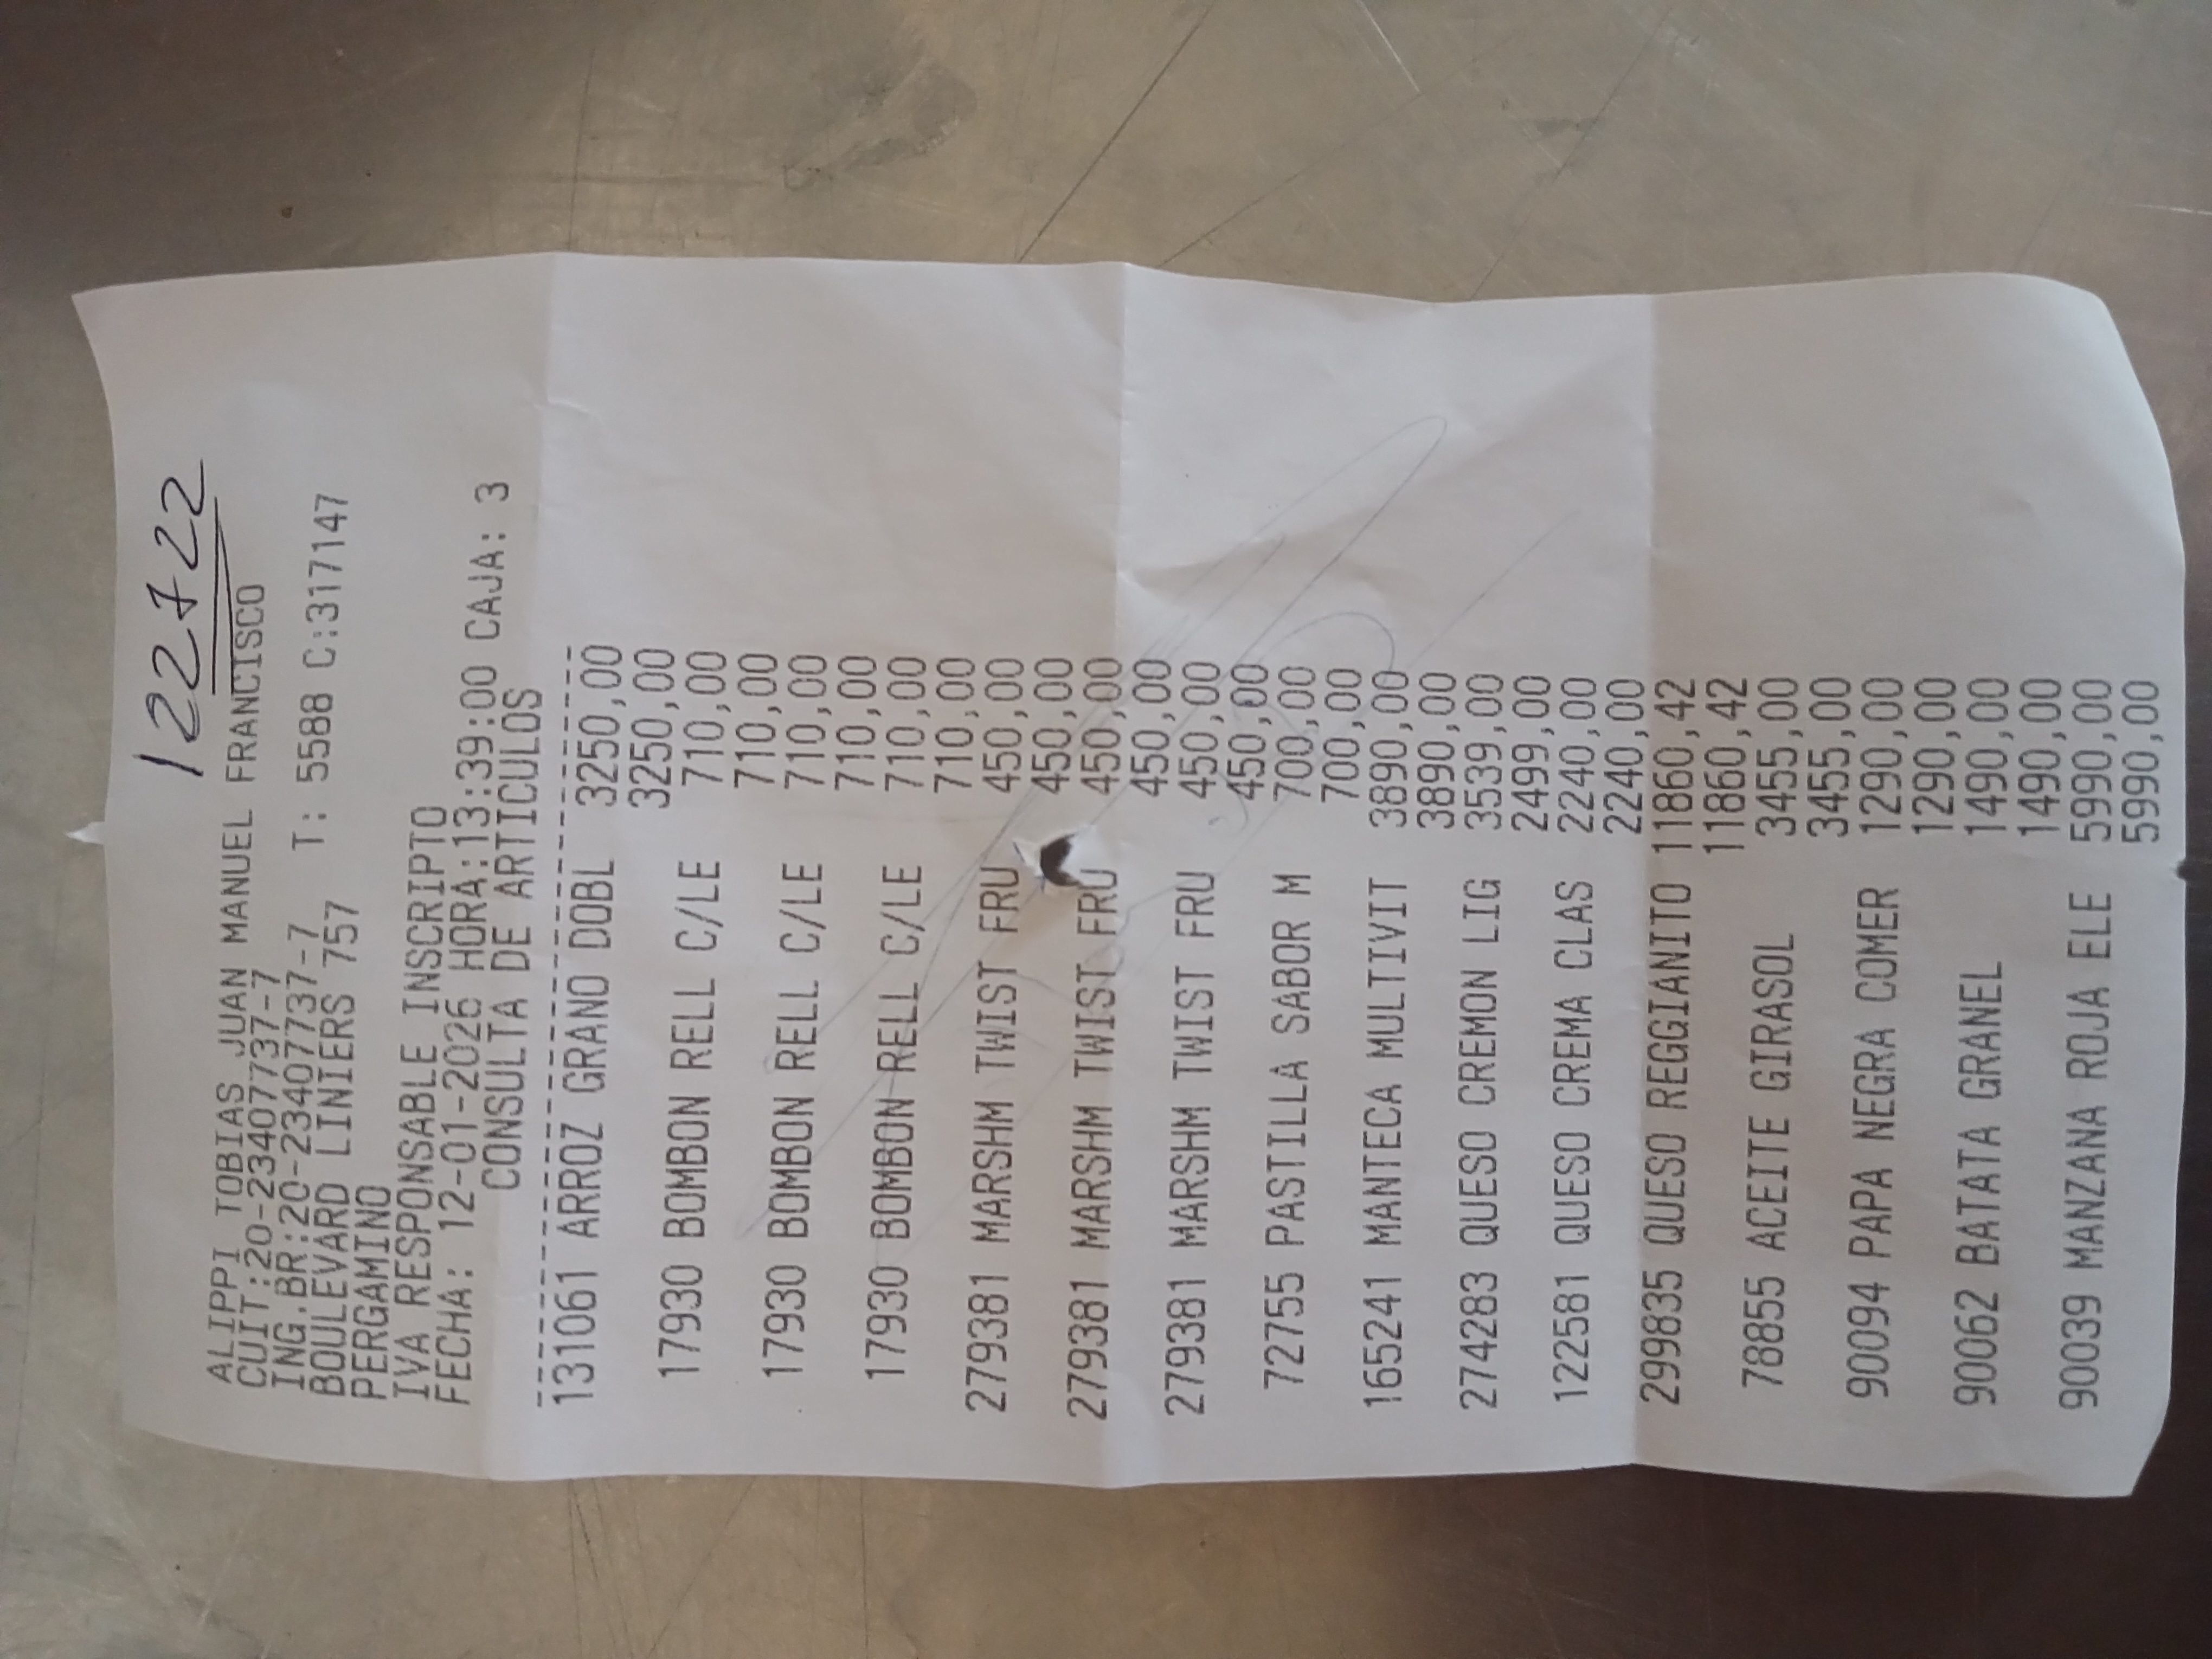 12272
ALIPPI TOBIAS JUAN MANUEL FRANCISCO
CUIT:20-23407737-7
ING.BR:20-23407737-7 T: 5588 C:317147
BOULEVARD LINIERS 757
PERGAMINO
IVA RESPONSABLE INSCRIPTO
FECHA: 12-01-2026 HORA:13:39:00 CAJA: 3
CONSULTA DE ARTICULOS
131061 ARROZ GRANO DOBL 3250,00
3250,00
17930 BOMBON RELL C/LE 710,00
710,00
17930 BOMBON RELL C/LE 710,00
710,00
17930 BOMBON RELL C/LE 710,00
710,00
279381 MARSHM TWIST FRU 450,00
450,00
279381 MARSHM TWIST FRU 450,00
450,00
279381 MARSHM TWIST FRU 450,00
450,00
72755 PASTILLA SABOR M 700,00
700,00
165241 MANTECA MULTIVIT 3890,00
3890,00
274283 QUESO CREMON LIG 3539,00
2499,00
122581 QUESO CREMA CLAS 2240,00
2240,00
299835 QUESO REGGIANITO 11860,42
11860,42
78855 ACEITE GIRASOL 3455,00
3455,00
90094 PAPA NEGRA COMER 1290,00
1290,00
90062 BATATA GRANEL 1490,00
1490,00
90039 MANZANA ROJA ELE 5990,00
5990,00